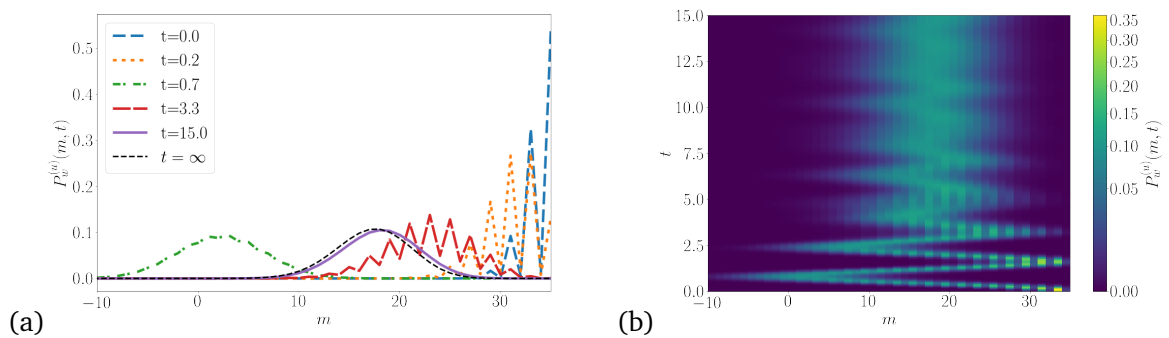 t=0.0
t=0.2
t=0.7
t=3.3
t=15.0
t = ∞
P_w^{(u)}(m, t)
0.5
0.4
0.3
0.2
0.1
0.0
−10 0 10 20 30
m
(a)
15.0
12.5
10.0
7.5
5.0
2.5
0.0
t
−10 0 10 20 30
m
(b)
0.35
0.30
0.25
0.20
0.15
0.10
0.05
0.00
P_w^{(u)}(m, t)